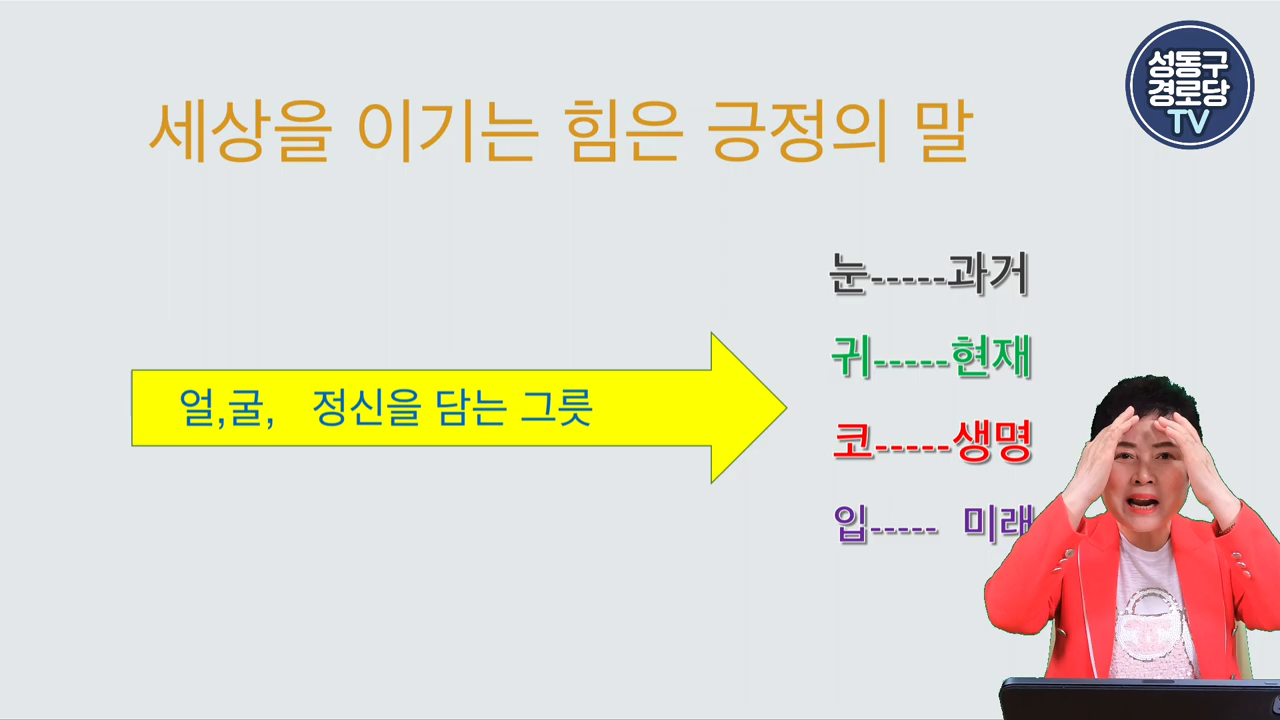 세상을 이기는 힘은 긍정의 말
성동구
경로당
TV
눈-----과거
귀-----현재
얼,굴, 정신을 담는 그릇
코-----생명
입----- 미래